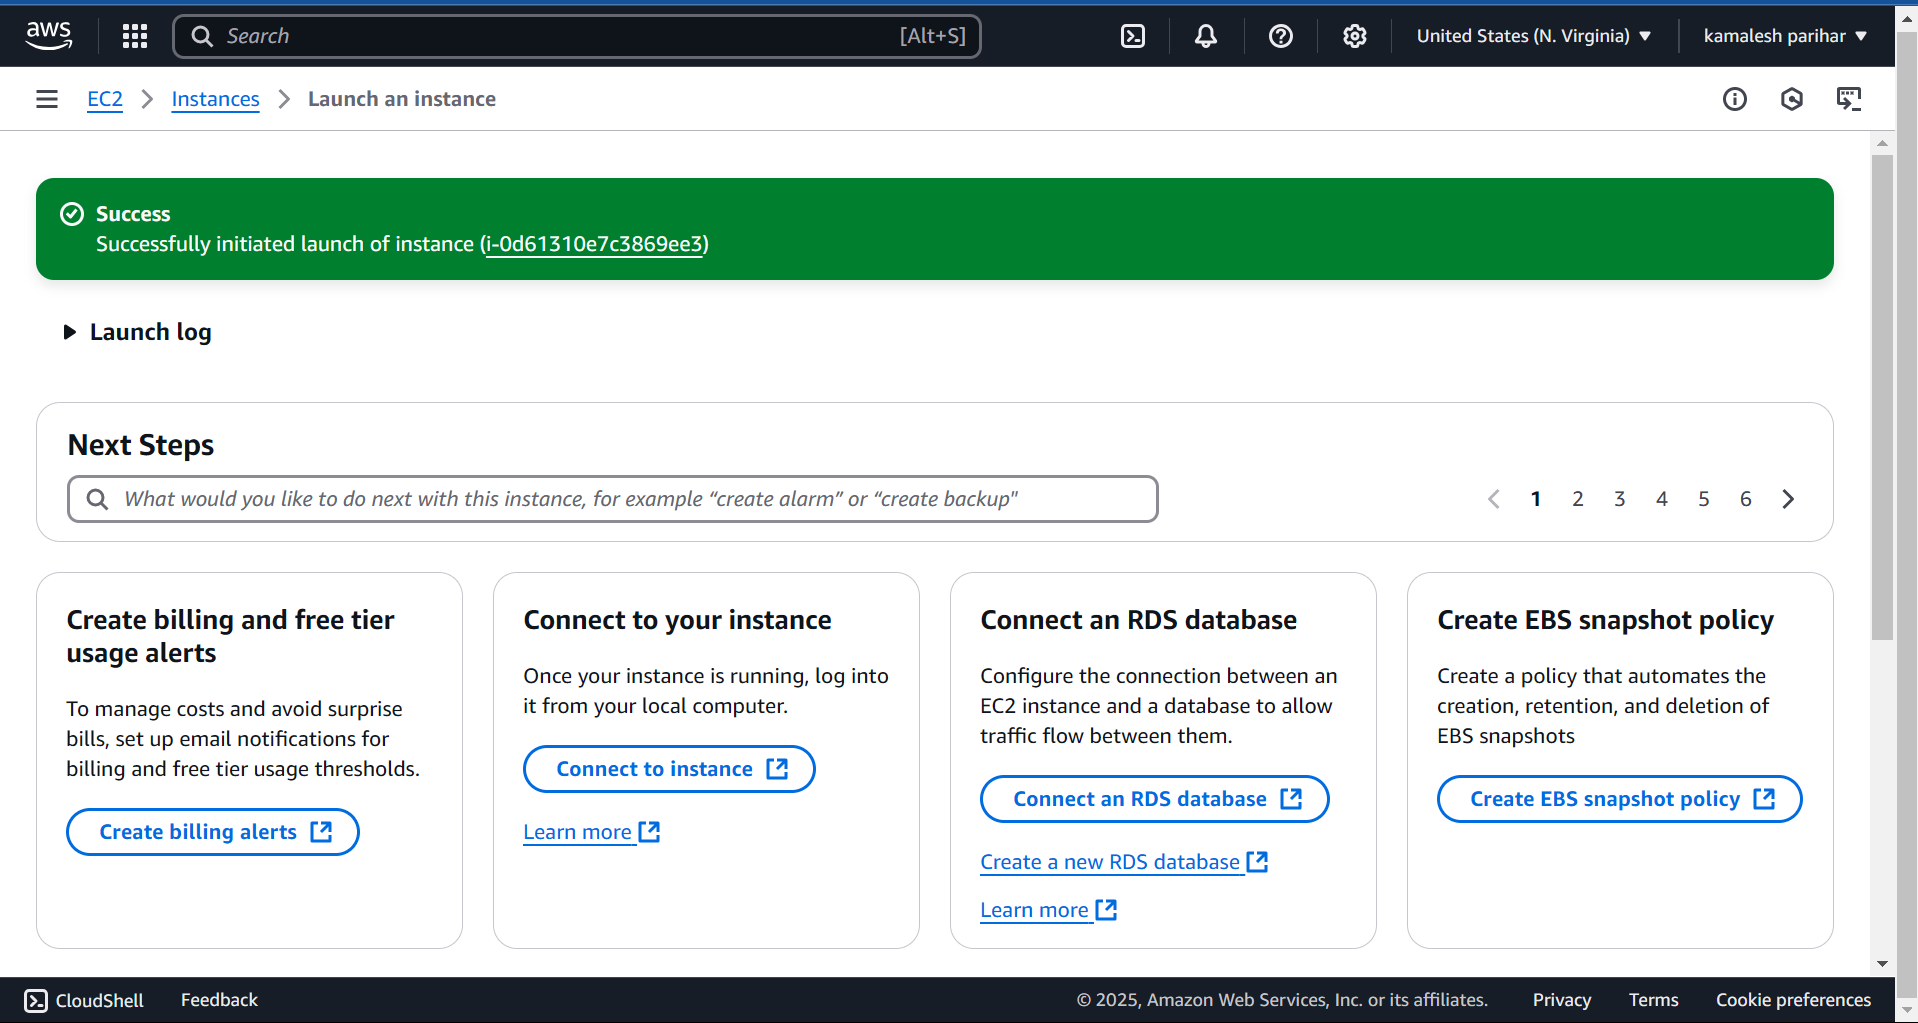 aws
Search [Alt+S]
United States (N. Virginia)
kamalesh parihar
EC2 Instances Launch an instance
Success
Successfully initiated launch of instance (i-0d61310e7c3869ee3)
Launch log
Next Steps
What would you like to do next with this instance, for example “create alarm” or “create backup"
1 2 3 4 5 6
Create billing and free tier
usage alerts
To manage costs and avoid surprise
bills, set up email notifications for
billing and free tier usage thresholds.
Create billing alerts
Connect to your instance
Once your instance is running, log into
it from your local computer.
Connect to instance
Learn more
Connect an RDS database
Configure the connection between an
EC2 instance and a database to allow
traffic flow between them.
Connect an RDS database
Create a new RDS database
Learn more
Create EBS snapshot policy
Create a policy that automates the
creation, retention, and deletion of
EBS snapshots
Create EBS snapshot policy
CloudShell
Feedback
© 2025, Amazon Web Services, Inc. or its affiliates.
Privacy
Terms
Cookie preferences